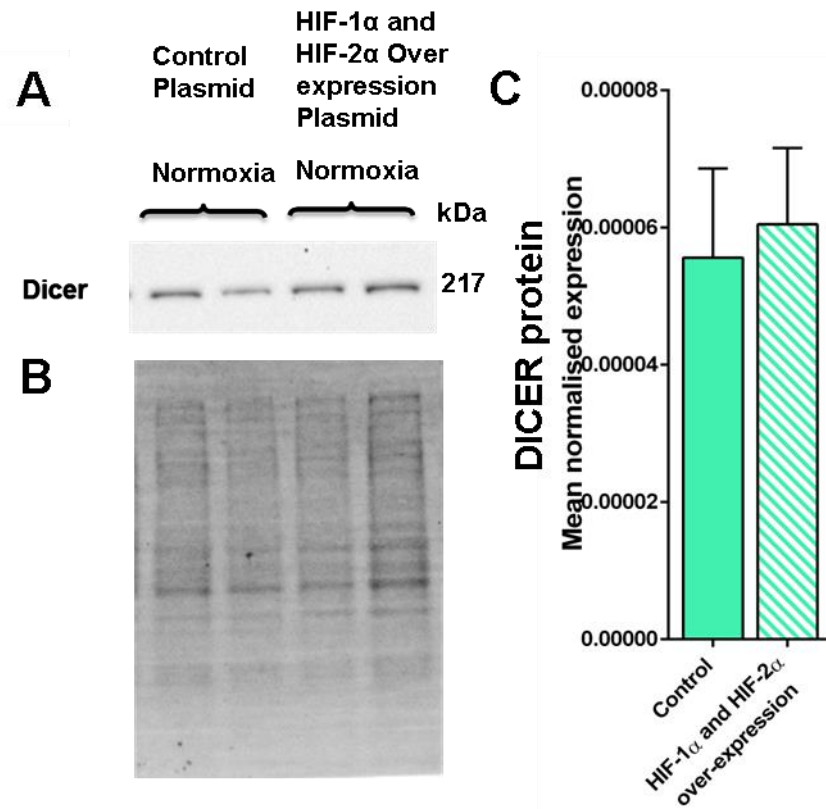 A
Control
Plasmid
HIF-1α and
HIF-2α Over
expression
Plasmid
Normoxia
Normoxia
kDa
Dicer
217
B
C
DICER protein
Mean normalised expression
0.00008
0.00006
0.00004
0.00002
0.00000
Control
HIF-1α and HIF-2α
over-expression